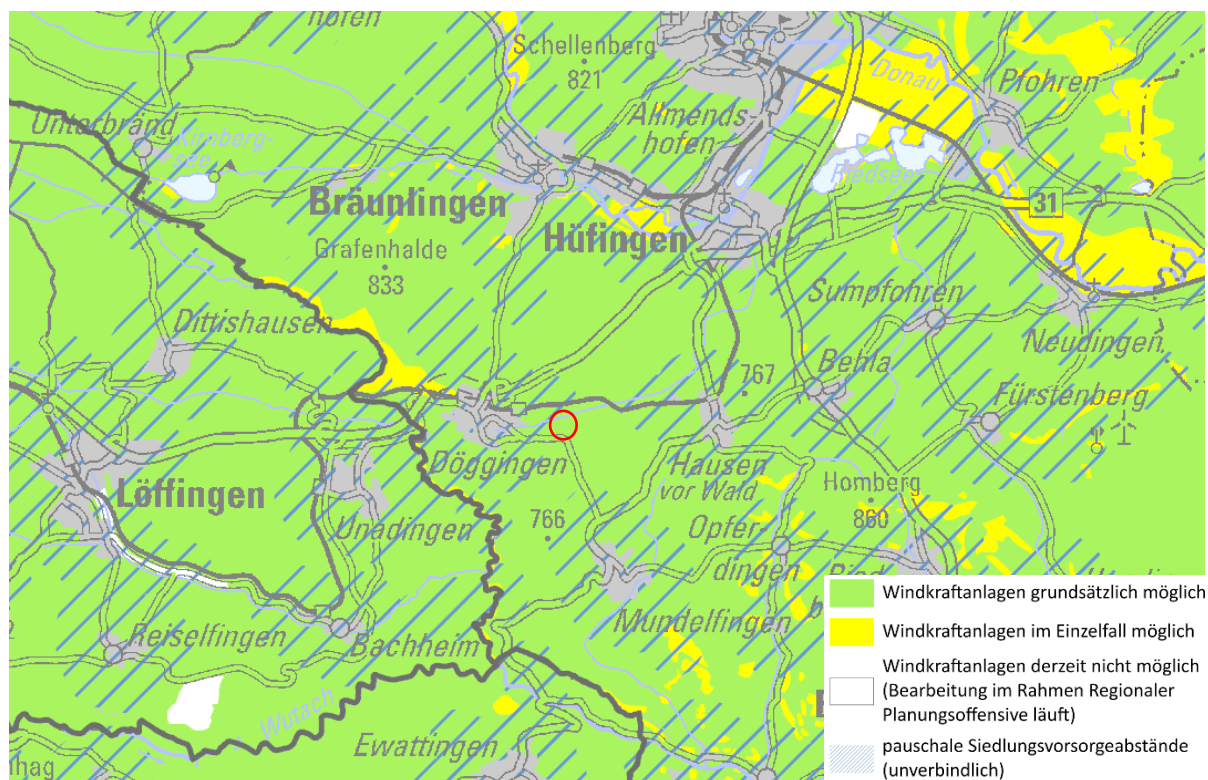 hofen
Schellenberg
821
Donau
Pfohren
Unterbränd
Kirnberg-
see
Allmends-
hofen
Riedsee
Bräunlingen
Hüfingen
31
Grafenhalde
833
Sumpfohren
Dittishausen
Neudingen
767
Behla
Fürstenberg
Döggingen
Hausen
vor Wald
Löffingen
Homberg
860
Unadingen
766
Opfer-
dingen
Mundelfingen
Reiselfingen
Bachheim
Wutach
Ewattingen
nhag
Windkraftanlagen grundsätzlich möglich
Windkraftanlagen im Einzelfall möglich
Windkraftanlagen derzeit nicht möglich
(Bearbeitung im Rahmen Regionaler
Planungsoffensive läuft)
pauschale Siedlungsvorsorgeabstände
(unverbindlich)